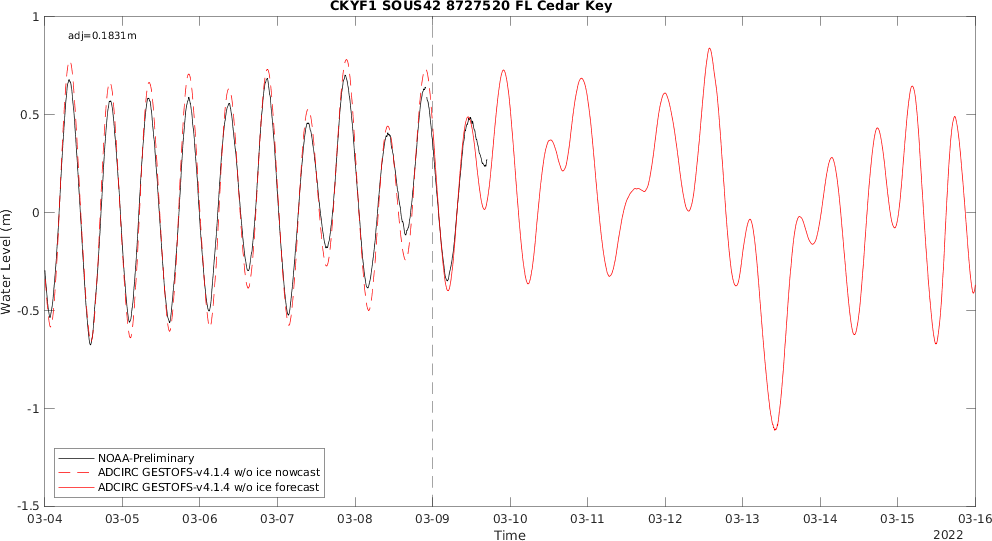 CKYF1 SOUS42 8727520 FL Cedar Key
adj=0.1831m
1
0.5
0
-0.5
-1
-1.5
Water Level (m)
NOAA-Preliminary
ADCIRC GESTOFS-v4.1.4 w/o ice nowcast
ADCIRC GESTOFS-v4.1.4 w/o ice forecast
03-04 03-05 03-06 03-07 03-08 03-09 03-10 03-11 03-12 03-13 03-14 03-15 03-16
Time
2022